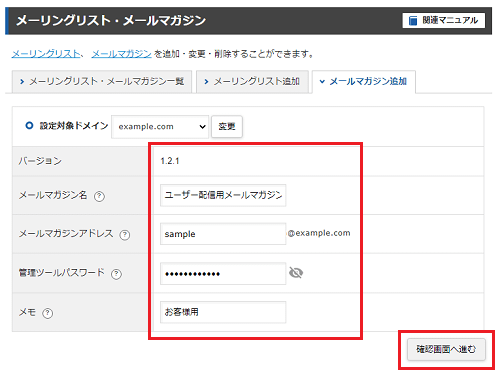 メーリングリスト・メールマガジン
関連マニュアル
メーリングリスト、 メールマガジン を追加・変更・削除することができます。
メーリングリスト・メールマガジン一覧
メーリングリスト追加
メールマガジン追加
設定対象ドメイン example.com 変更
バージョン 1.2.1
メールマガジン名 ? ユーザー配信用メールマガジン
メールマガジンアドレス ? sample @example.com
管理ツールパスワード ? ••••••••••••
メモ ? お客様用
確認画面へ進む